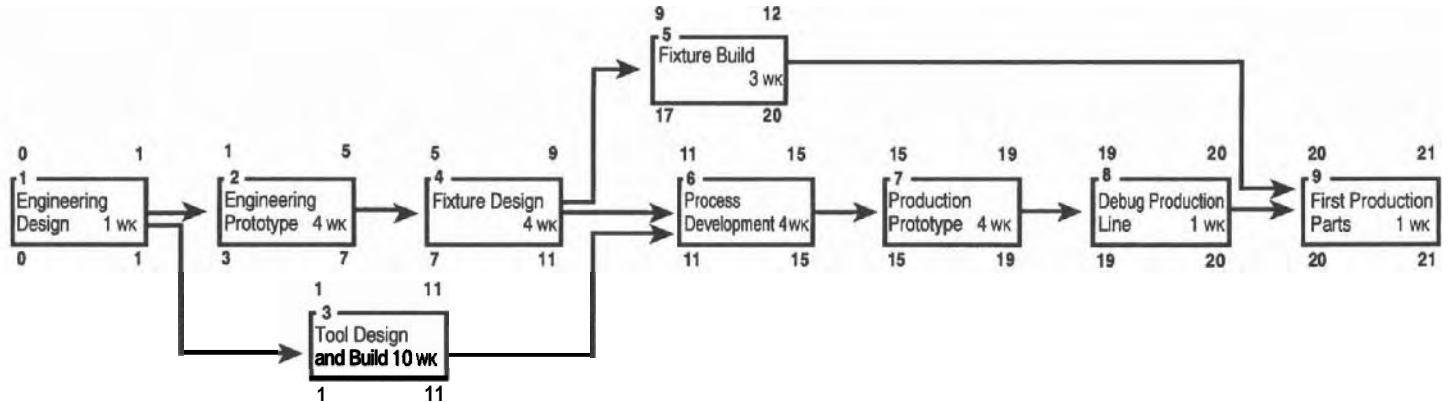 9 12
5
Fixture Build
3 WK
17 20
0 1
1
Engineering
Design 1 WK
0 1
1 5
2
Engineering
Prototype 4 WK
3 7
5 9
4
Fixture Design
4 WK
7 11
11 15
6
Process
Development 4 WK
11 15
15 19
7
Production
Prototype 4 WK
15 19
19 20
8
Debug Production
Line 1 WK
19 20
20 21
9
First Production
Parts 1 WK
20 21
1 11
3
Tool Design
and Build 10 WK
1 11